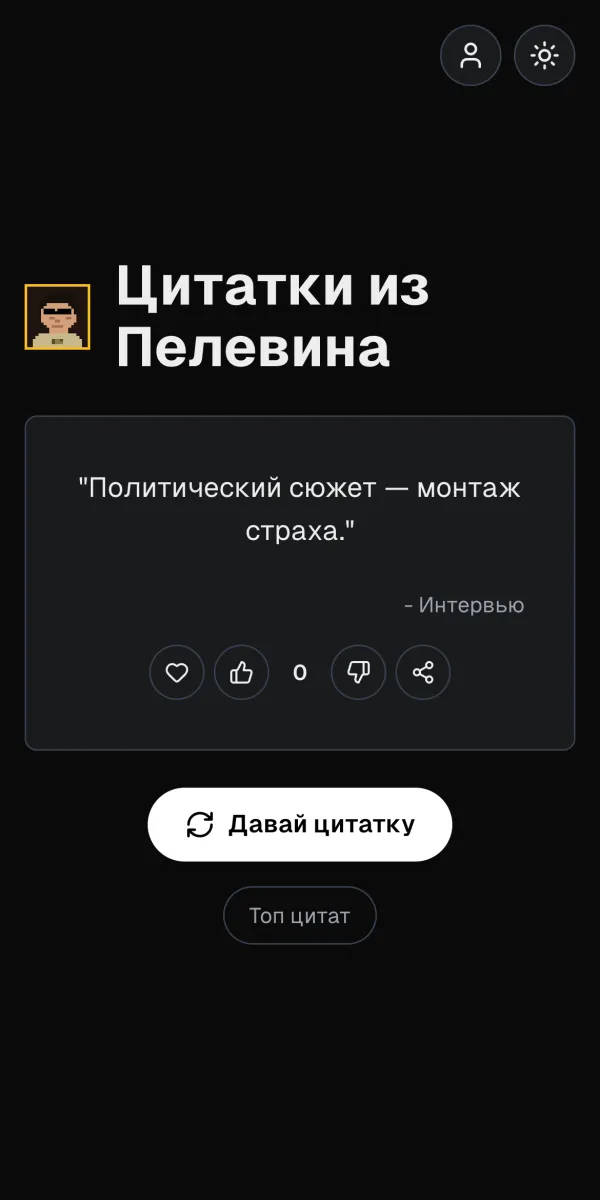 Цитатки из
Пелевина
"Политический сюжет — монтаж
страха."
- Интервью
0
Давай цитатку
Топ цитат